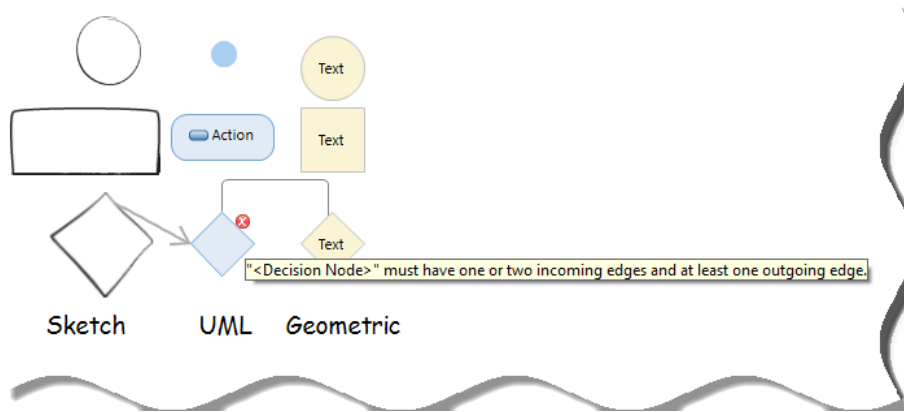 Text
Action
Text
Text
"<Decision Node>" must have one or two incoming edges and at least one outgoing edge.
Sketch UML Geometric